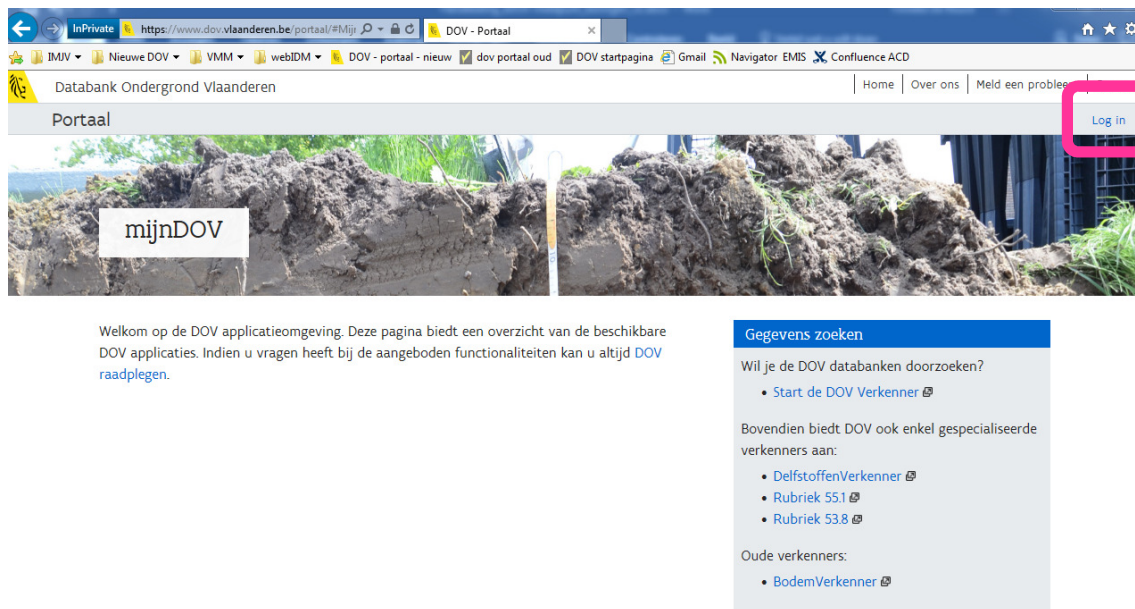 InPrivate https://www.dov.vlaanderen.be/portaal/#Mijr DOV - Portaal
IMJV Nieuwe DOV VMM webIDM DOV - portaal - nieuw dov portaal oud DOV startpagina Gmail Navigator EMIS Confluence ACD
Databank Ondergrond Vlaanderen Home Over ons Meld een
Portaal Log in
mijnDOV
Welkom op de DOV applicatieomgeving. Deze pagina biedt een overzicht van de beschikbare
DOV applicaties. Indien u vragen heeft bij de aangeboden functionaliteiten kan u altijd DOV
raadplegen.
Gegevens zoeken
Wil je de DOV databanken doorzoeken?
• Start de DOV Verkenner
Bovendien biedt DOV ook enkel gespecialiseerde
verkenners aan:
• DelfstoffenVerkenner
• Rubriek 55.1
• Rubriek 53.8
Oude verkenners:
• BodemVerkenner